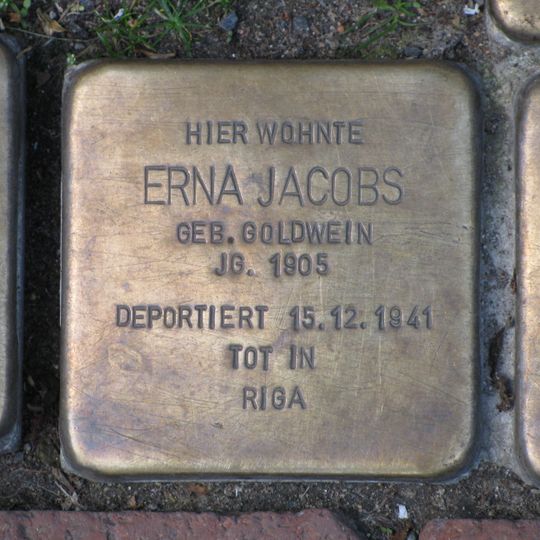 HIER WOHNTE
ERNA JACOBS
GEB. GOLDWEIN
JG. 1905
DEPORTIERT 15.12.1941
TOT IN
RIGA